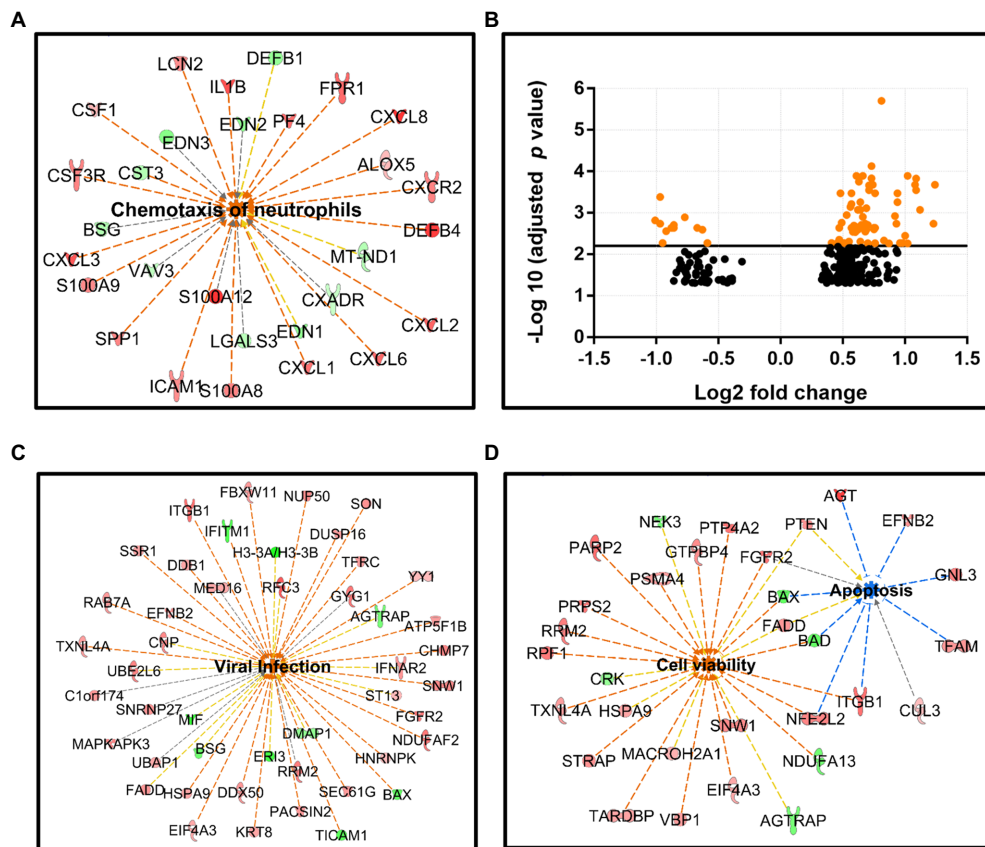 A
LCN2
DEFB1
IL1B
FPR1
CSF1
EDN2
PF4
CXCL8
EDN3
ALOX5
CSF3R
CST3
CXCR2
Chemotaxis of neutrophils
BSG
DEFB4
MT-ND1
CXCL3
VAV3
S100A9
S100A12
CXADR
SPP1
LGALS3
EDN1
CXCL2
CXCL6
CXCL1
ICAM1
S100A8
B
-Log 10 (adjusted p value)
6
5
4
3
2
1
0
-1.5
-1.0
-0.5
0.0
0.5
1.0
1.5
Log2 fold change
C
FBXW11
NUP50
ITGB1
SON
IFITM1
DUSP16
SSR1
H3-3A/H3-3B
TFRC
DDB1
MED16
RFC3
YY1
RAB7A
GYG1
EFNB2
AGTRAP
ATP5F1B
TXNL4A
CNP
CHMP7
UBE2L6
Viral Infection
IFNAR2
C1orf174
SNW1
ST13
SNRNP27
MIF
FGFR2
MAPKAPK3
DMAP1
NDUFAF2
BSG
UBAP1
ERI3
HNRNPK
RRM2
FADD
HSPA9
DDX50
SEC61G
BAX
PACSIN2
EIF4A3
KRT8
TICAM1
D
AGT
NEK3
PTP4A2
PTEN
EFNB2
PARP2
GTPBP4
FGFR2
PSMA4
GNL3
PRPS2
BAX
Apoptosis
RRM2
FADD
RPF1
BAD
TFAM
Cell viability
CRK
ITGB1
TXNL4A
HSPA9
CUL3
SNW1
NFE2L2
STRAP
MACROH2A1
NDUFA13
EIF4A3
TARDBP
VBP1
AGTRAP